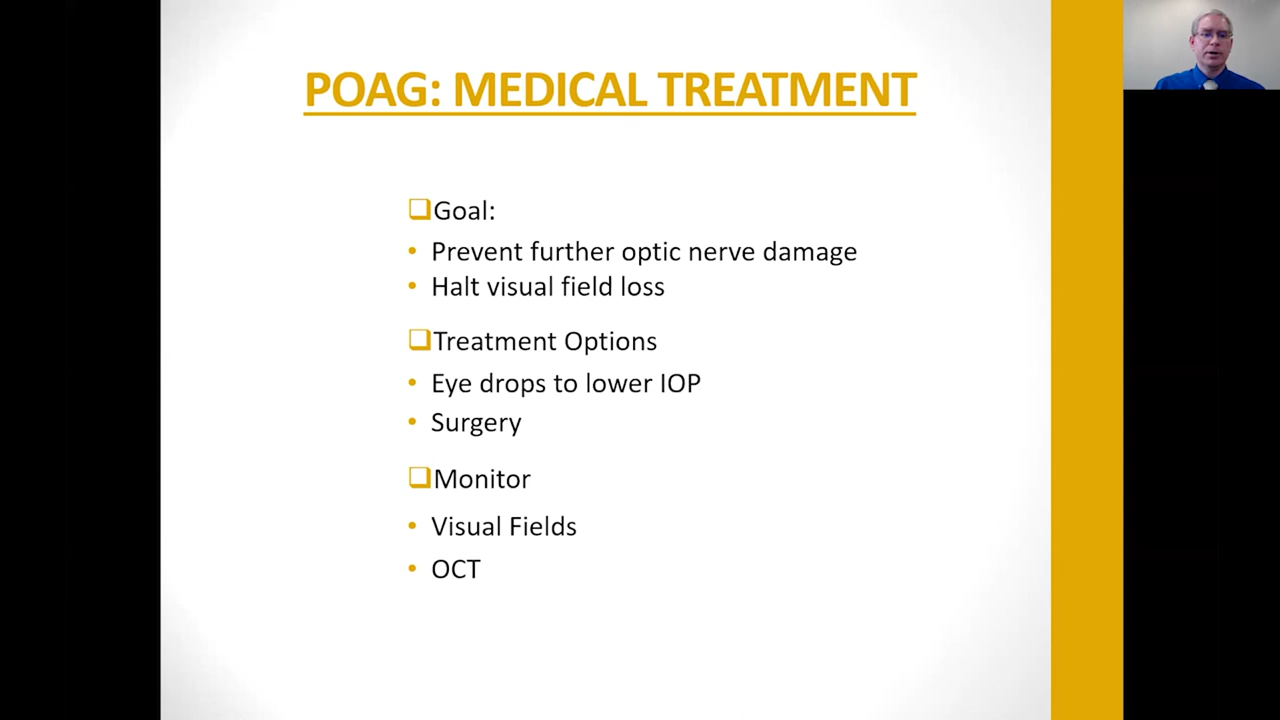 POAG: MEDICAL TREATMENT
Goal:
• Prevent further optic nerve damage
• Halt visual field loss
Treatment Options
• Eye drops to lower IOP
• Surgery
Monitor
• Visual Fields
• OCT